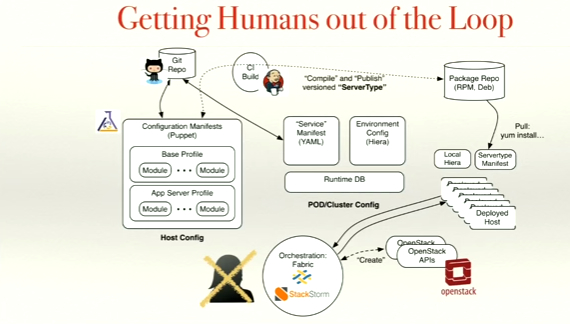 Getting Humans out of the Loop
Git
Repo
CI
Build
"Compile" and "Publish"
versioned "ServerType"
Package Repo
(RPM, Deb)
Pull:
yum install...
Configuration Manifests
(Puppet)
Base Profile
Module
Module
App Server Profile
Module
Module
Host Config
"Service"
Manifest
(YAML)
Environment
Config
(Hiera)
Runtime DB
POD/Cluster Config
Local
Hiera
Servertype
Manifest
Deployed
Host
Orchestration:
Fabric
StackStorm
"Create"
OpenStack
OpenStack
APIs
openstack